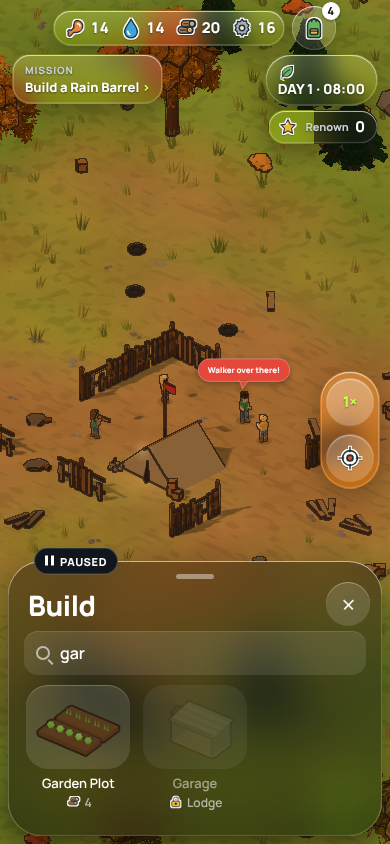 14 14 20 16
4
MISSION
Build a Rain Barrel ›
DAY 1 · 08:00
Renown 0
Walker over there!
1×
PAUSED
Build
gar
Garden Plot
4
Garage
Lodge